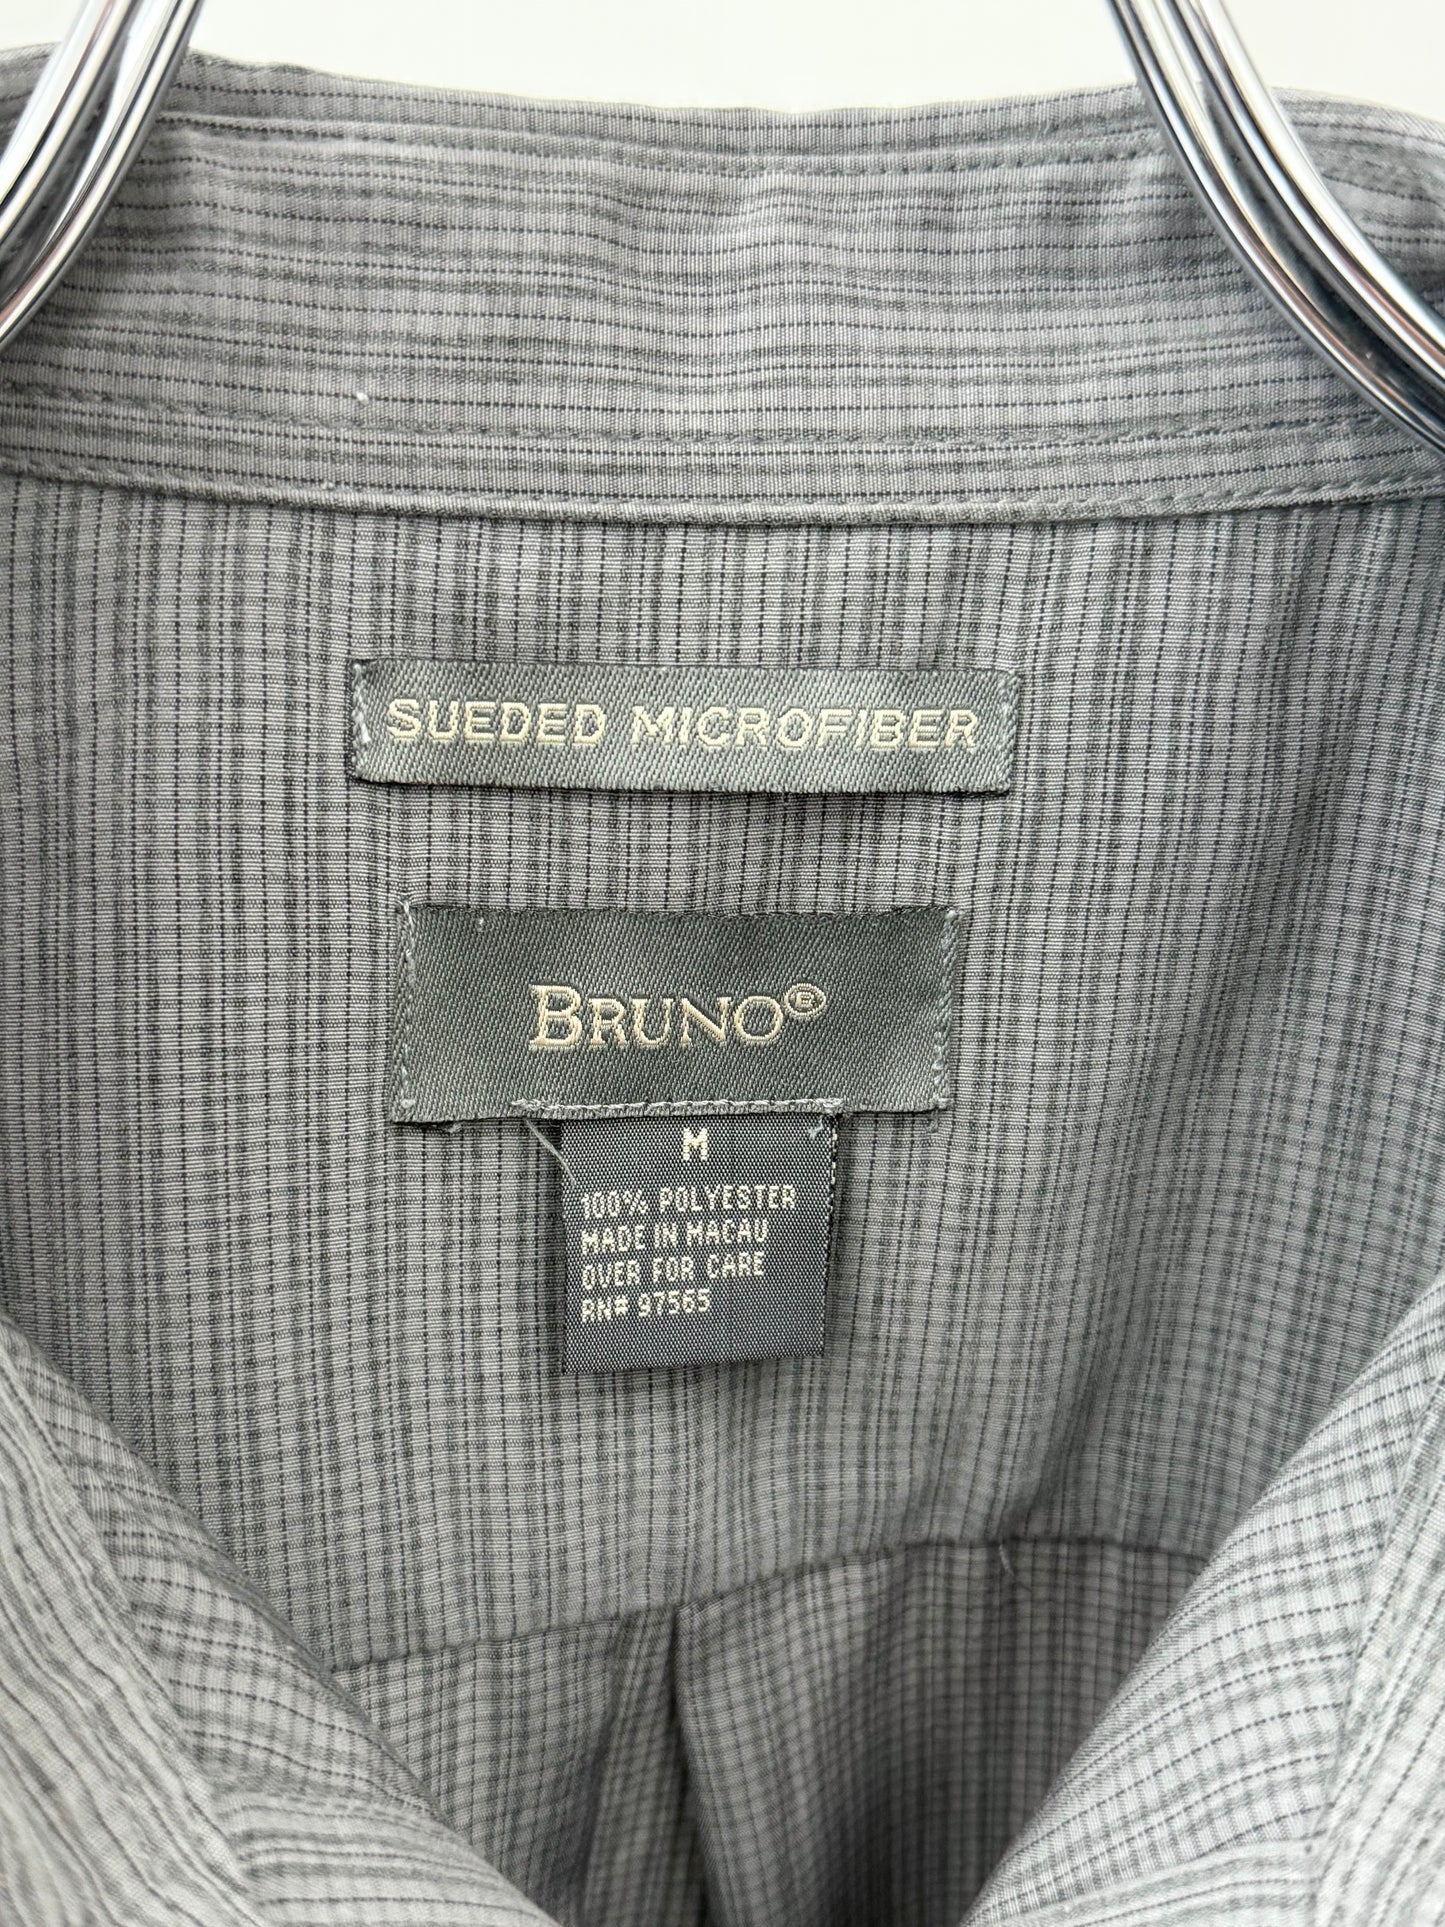 SUEDED MICROFIBER
BRUNO®
M
100% POLYESTER
MADE IN MACAU
OVER FOR CARE
RN# 97565